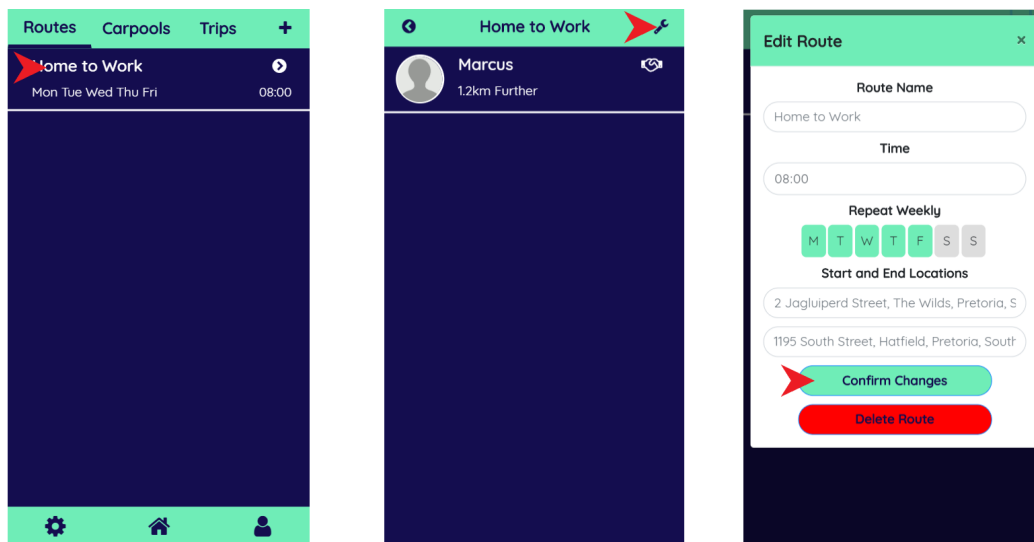 Routes Carpools Trips +
Home to Work
Mon Tue Wed Thu Fri 08:00
Home to Work
Marcus
1.2km Further
Edit Route ×
Route Name
Home to Work
Time
08:00
Repeat Weekly
M T W T F S S
Start and End Locations
2 Jagluiperd Street, The Wilds, Pretoria, S
1195 South Street, Hatfield, Pretoria, South
Confirm Changes
Delete Route